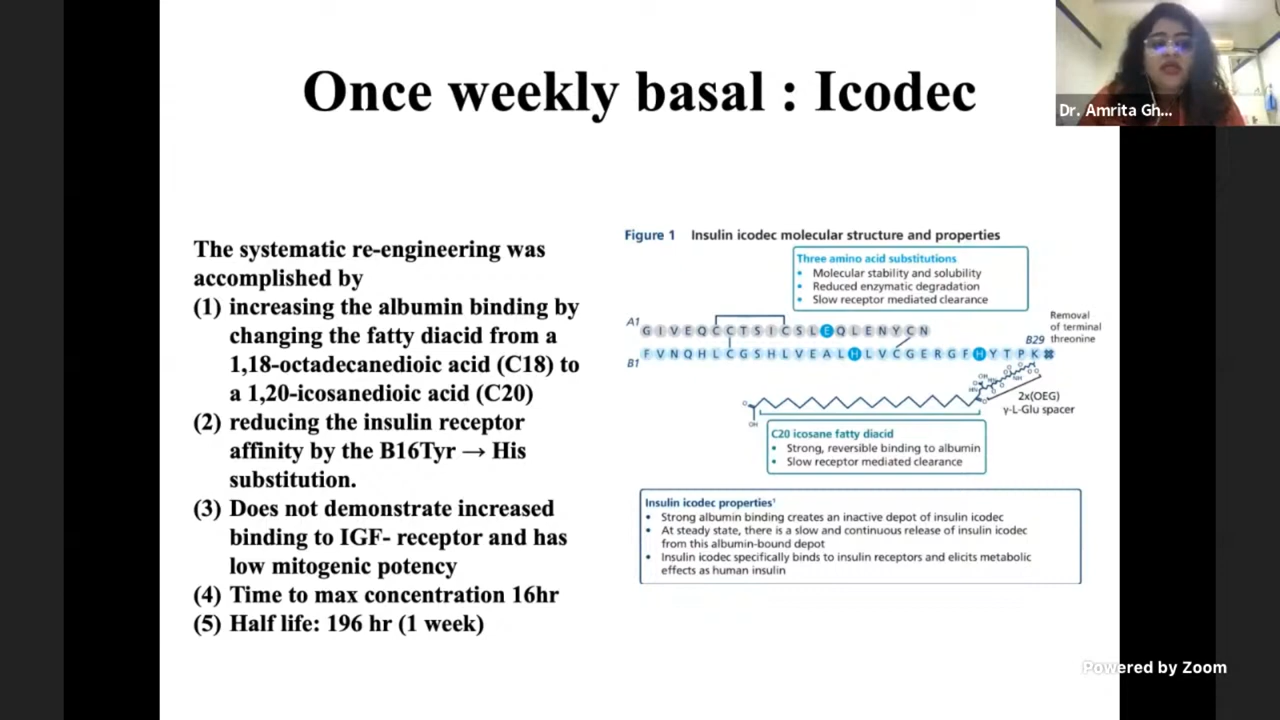 Once weekly basal : Icodec
Dr. Amrita Gh...
The systematic re-engineering was
accomplished by
(1) increasing the albumin binding by
changing the fatty diacid from a
1,18-octadecanedioic acid (C18) to
a 1,20-icosanedioic acid (C20)
(2) reducing the insulin receptor
affinity by the B16Tyr → His
substitution.
(3) Does not demonstrate increased
binding to IGF- receptor and has
low mitogenic potency
(4) Time to max concentration 16hr
(5) Half life: 196 hr (1 week)
Figure 1 Insulin icodec molecular structure and properties
Three amino acid substitutions
• Molecular stability and solubility
• Reduced enzymatic degradation
• Slow receptor mediated clearance
A1
G I V E Q C C T S I C S L E Q L E N Y C N
Removal
of terminal
threonine
B29
B1
F V N Q H L C G S H L V E A L H L V C G E R G F H Y T P K
2x(OEG)
γ-L-Glu spacer
OH
C20 icosane fatty diacid
• Strong, reversible binding to albumin
• Slow receptor mediated clearance
Insulin icodec properties¹
• Strong albumin binding creates an inactive depot of insulin icodec
• At steady state, there is a slow and continuous release of insulin icodec
from this albumin-bound depot
• Insulin icodec specifically binds to insulin receptors and elicits metabolic
effects as human insulin
Powered by Zoom